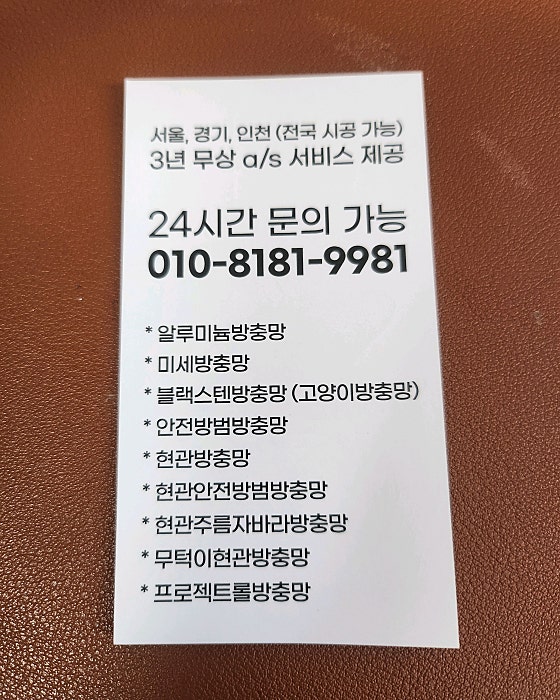 서울, 경기, 인천 (전국 시공 가능)
3년 무상 a/s 서비스 제공
24시간 문의 가능
010-8181-9981
* 알루미늄방충망
* 미세방충망
* 블랙스텐방충망 (고양이방충망)
* 안전방범방충망
* 현관방충망
* 현관안전방범방충망
* 현관주름자바라방충망
* 무턱이현관방충망
* 프로젝트롤방충망